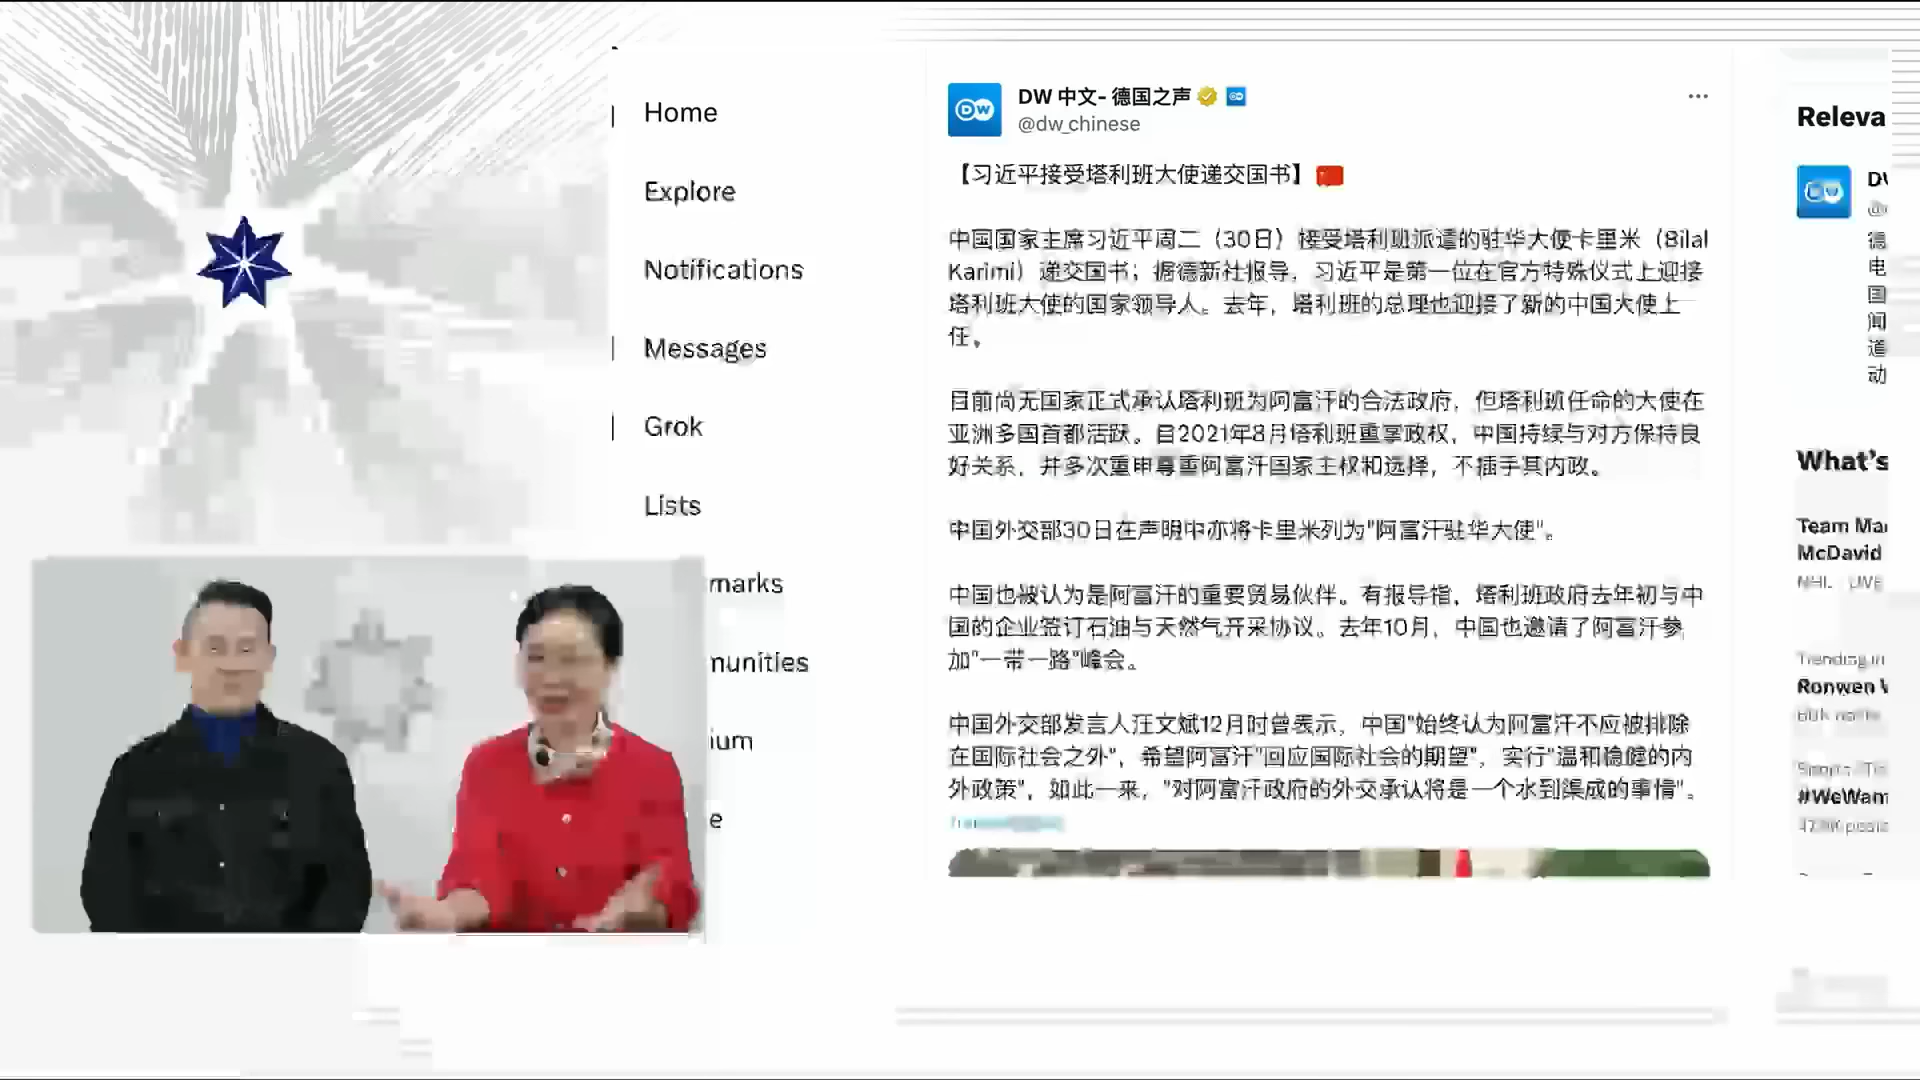 Home
Explore
Notifications
Messages
Grok
Lists
marks
munities
ium
e
DW 中文- 德国之声
@dw_chinese
【习近平接受塔利班大使递交国书】
中国国家主席习近平周二（30日）接受塔利班派遣的驻华大使卡里米（Bilal
Karimi）递交国书；据德新社报导，习近平是第一位在官方特殊仪式上迎接
塔利班大使的国家领导人。去年，塔利班的总理也迎接了新的中国大使上
任。
目前尚无国家正式承认塔利班为阿富汗的合法政府，但塔利班任命的大使在
亚洲多国首都活跃。自2021年8月塔利班重掌政权，中国持续与对方保持良
好关系，并多次重申尊重阿富汗国家主权和选择，不插手其内政。
中国外交部30日在声明中亦将卡里米列为"阿富汗驻华大使"。
中国也被认为是阿富汗的重要贸易伙伴。有报导指，塔利班政府去年初与中
国的企业签订石油与天然气开采协议。去年10月，中国也邀请了阿富汗参
加"一带一路"峰会。
中国外交部发言人汪文斌12月时曾表示，中国"始终认为阿富汗不应被排除
在国际社会之外"，希望阿富汗"回应国际社会的期望"，实行"温和稳健的内
外政策"，如此一来，"对阿富汗政府的外交承认将是一个水到渠成的事情"。
Releva
DW
德
电
国
闻
道
动
What's
Team Ma
McDavid
NHL · LIVE
Trending in
Ronwen W
Sports · Tr
#WeWan